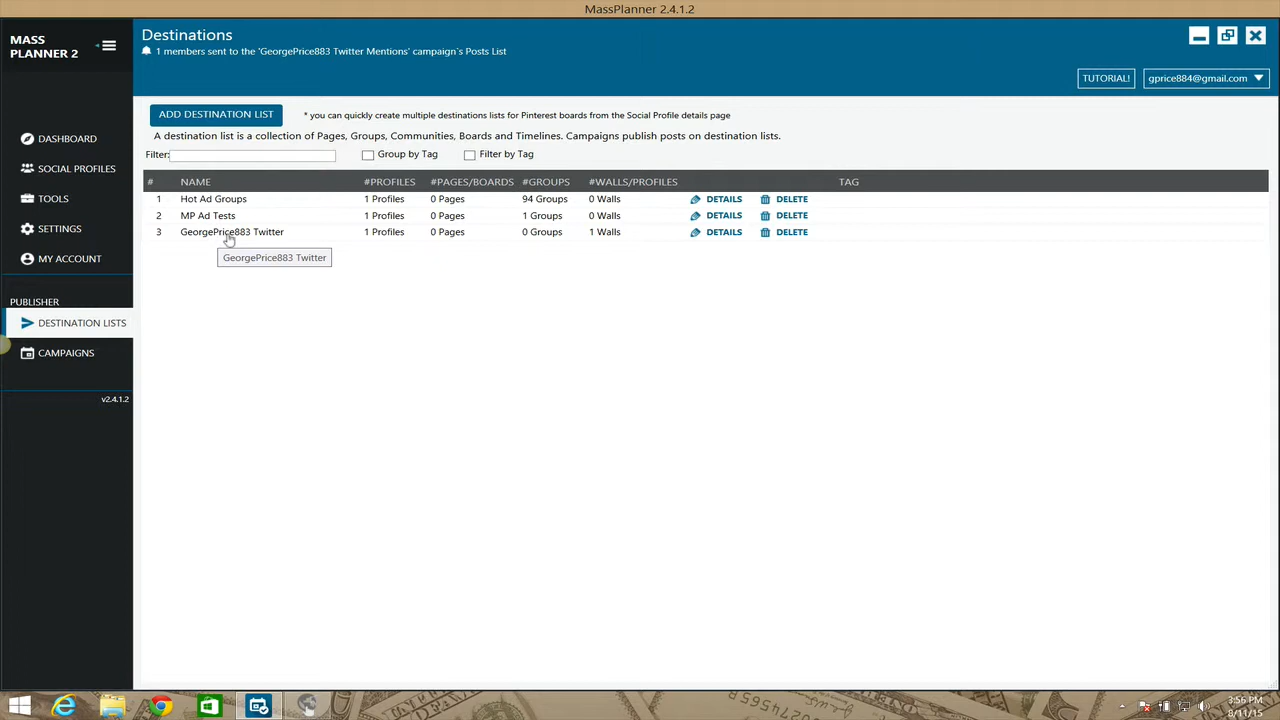 MassPlanner 2.4.1.2
MASS
PLANNER 2
Destinations
1 members sent to the 'GeorgePrice883 Twitter Mentions' campaign`s Posts List
TUTORIAL!
gprice884@gmail.com
ADD DESTINATION LIST
* you can quickly create multiple destinations lists for Pinterest boards from the Social Profile details page
A destination list is a collection of Pages, Groups, Communities, Boards and Timelines. Campaigns publish posts on destination lists.
Filter:
Group by Tag
Filter by Tag
# NAME #PROFILES #PAGES/BOARDS #GROUPS #WALLS/PROFILES TAG
1 Hot Ad Groups 1 Profiles 0 Pages 94 Groups 0 Walls DETAILS DELETE
2 MP Ad Tests 1 Profiles 0 Pages 1 Groups 0 Walls DETAILS DELETE
3 GeorgePrice883 Twitter 1 Profiles 0 Pages 0 Groups 1 Walls DETAILS DELETE
GeorgePrice883 Twitter
DASHBOARD
SOCIAL PROFILES
TOOLS
SETTINGS
MY ACCOUNT
PUBLISHER
DESTINATION LISTS
CAMPAIGNS
v2.4.1.2
3:56 PM
8/11/15